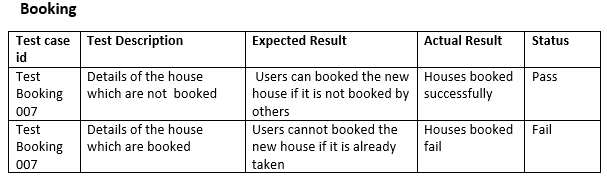 Booking
Test case id
Test Description
Expected Result
Actual Result
Status
Test Booking 007
Details of the house which are not booked
Users can booked the new house if it is not booked by others
Houses booked successfully
Pass
Test Booking 007
Details of the house which are booked
Users cannot booked the new house if it is already taken
Houses booked fail
Fail